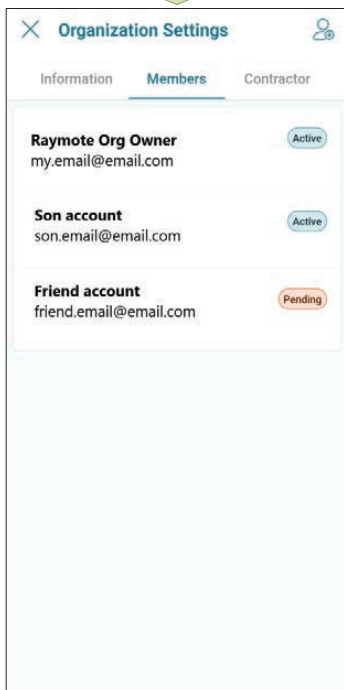 Organization Settings
Information Members Contractor
Raymote Org Owner Active
my.email@email.com
Son account Active
son.email@email.com
Friend account Pending
friend.email@email.com